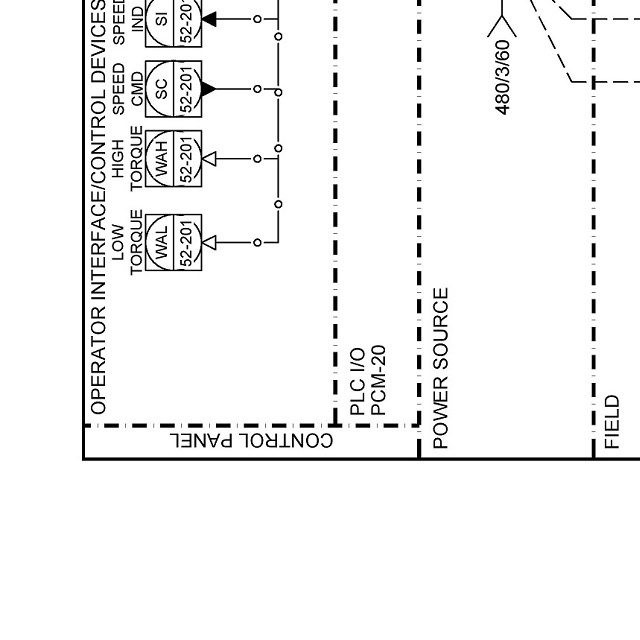 OPERATOR INTERFACE/CONTROL DEVICES
LOW
TORQUE
WAL
52-201
HIGH
TORQUE
WAH
52-201
SPEED
CMD
SC
52-201
SPEED
IND
SI
52-201
CONTROL PANEL
PLC I/O
PCM-20
POWER SOURCE
480/3/60
FIELD